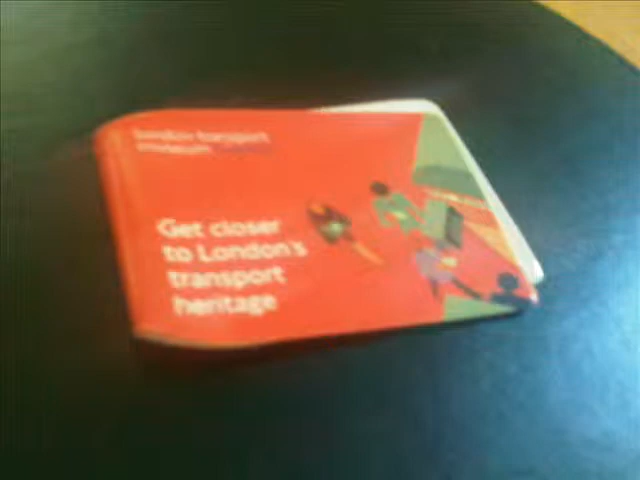 london transport
museum
Get closer
to London's
transport
heritage